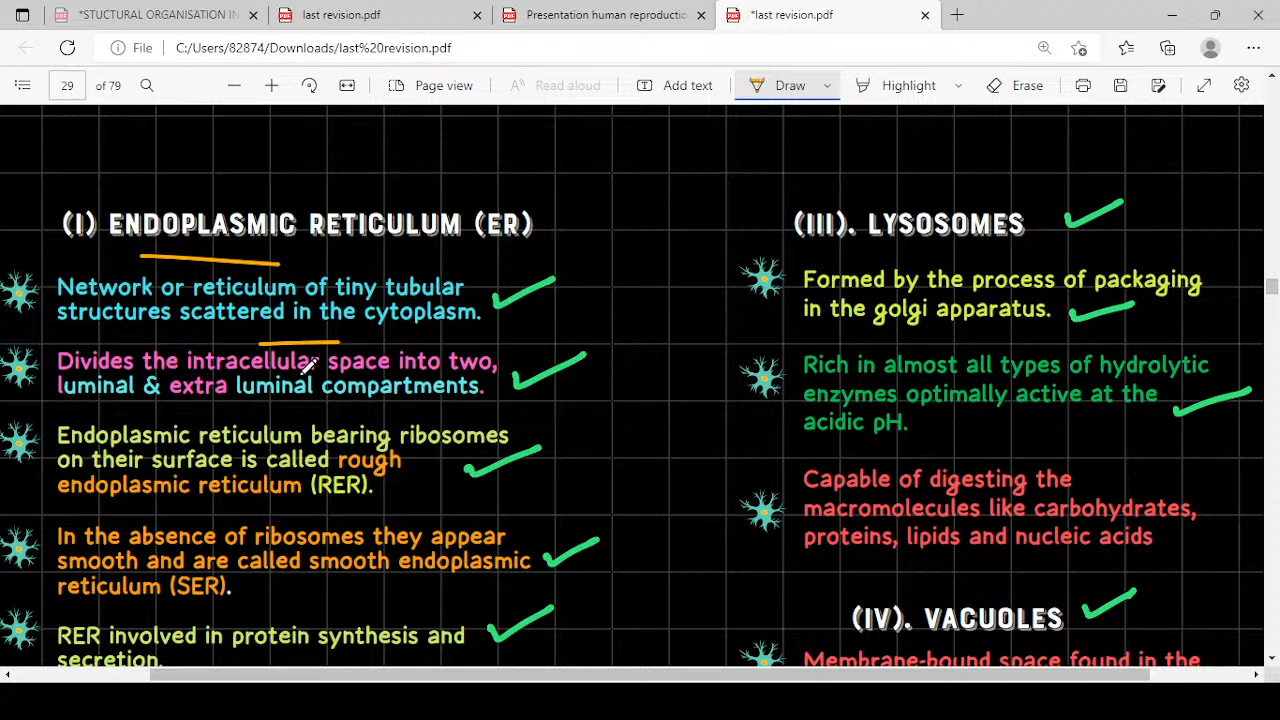 *STUCTURAL ORGANISATION IN
last revision.pdf
Presentation human reproductio
*last revision.pdf
File
C:/Users/82874/Downloads/last%20revision.pdf
29 of 79
Page view
Read aloud
Add text
Draw
Highlight
Erase
(I) ENDOPLASMIC RETICULUM (ER)
Network or reticulum of tiny tubular
structures scattered in the cytoplasm.
Divides the intracellular space into two,
luminal & extra luminal compartments.
Endoplasmic reticulum bearing ribosomes
on their surface is called rough
endoplasmic reticulum (RER).
In the absence of ribosomes they appear
smooth and are called smooth endoplasmic
reticulum (SER).
RER involved in protein synthesis and
secretion.
(III). LYSOSOMES
Formed by the process of packaging
in the golgi apparatus.
Rich in almost all types of hydrolytic
enzymes optimally active at the
acidic pH.
Capable of digesting the
macromolecules like carbohydrates,
proteins, lipids and nucleic acids
(IV). VACUOLES
Membrane-bound space found in the